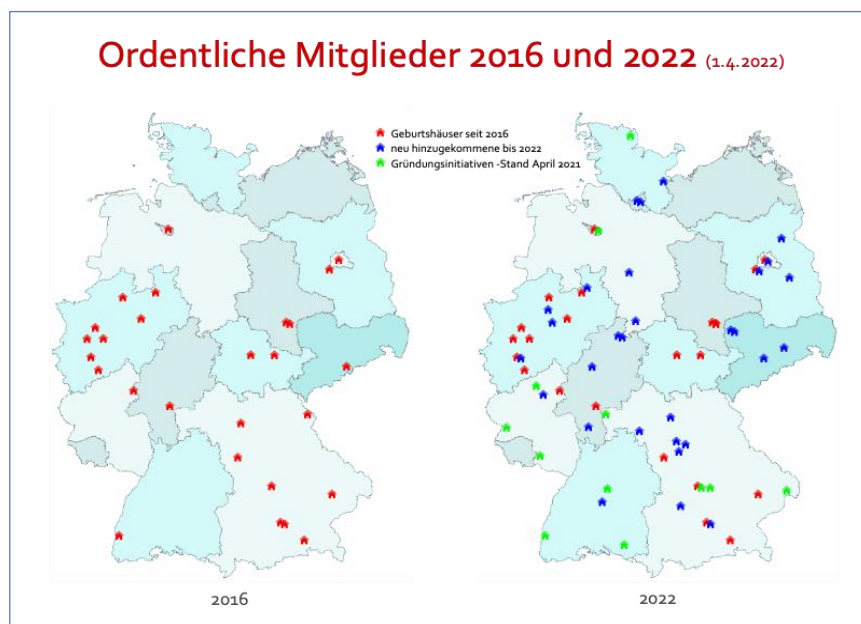 Ordentliche Mitglieder 2016 und 2022 (1.4.2022)
Geburtshäuser seit 2016
neu hinzugekommene bis 2022
Gründungsinitiativen -Stand April 2021
2016
2022